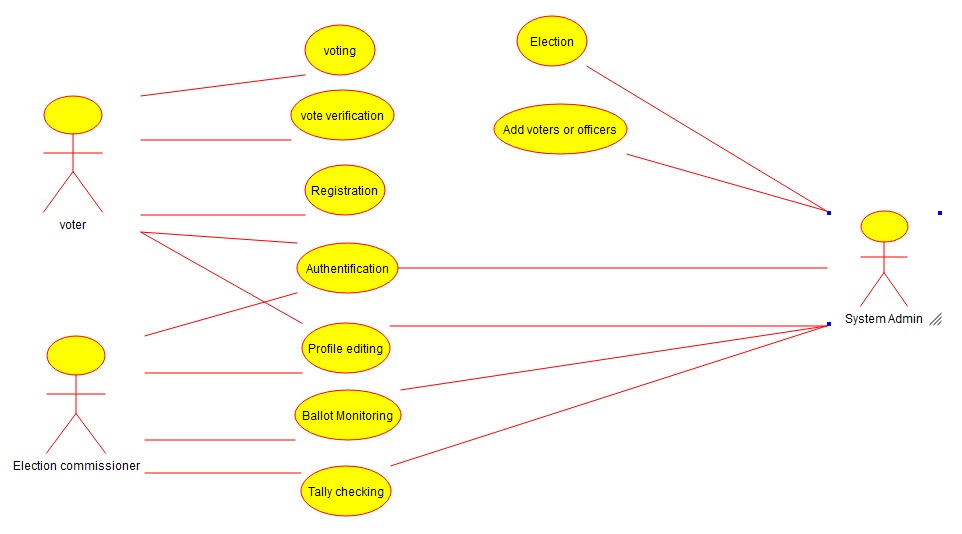 voting
Election
vote verification
Add voters or officers
Registration
voter
Authentification
System Admin
Profile editing
Ballot Monitoring
Election commissioner
Tally checking